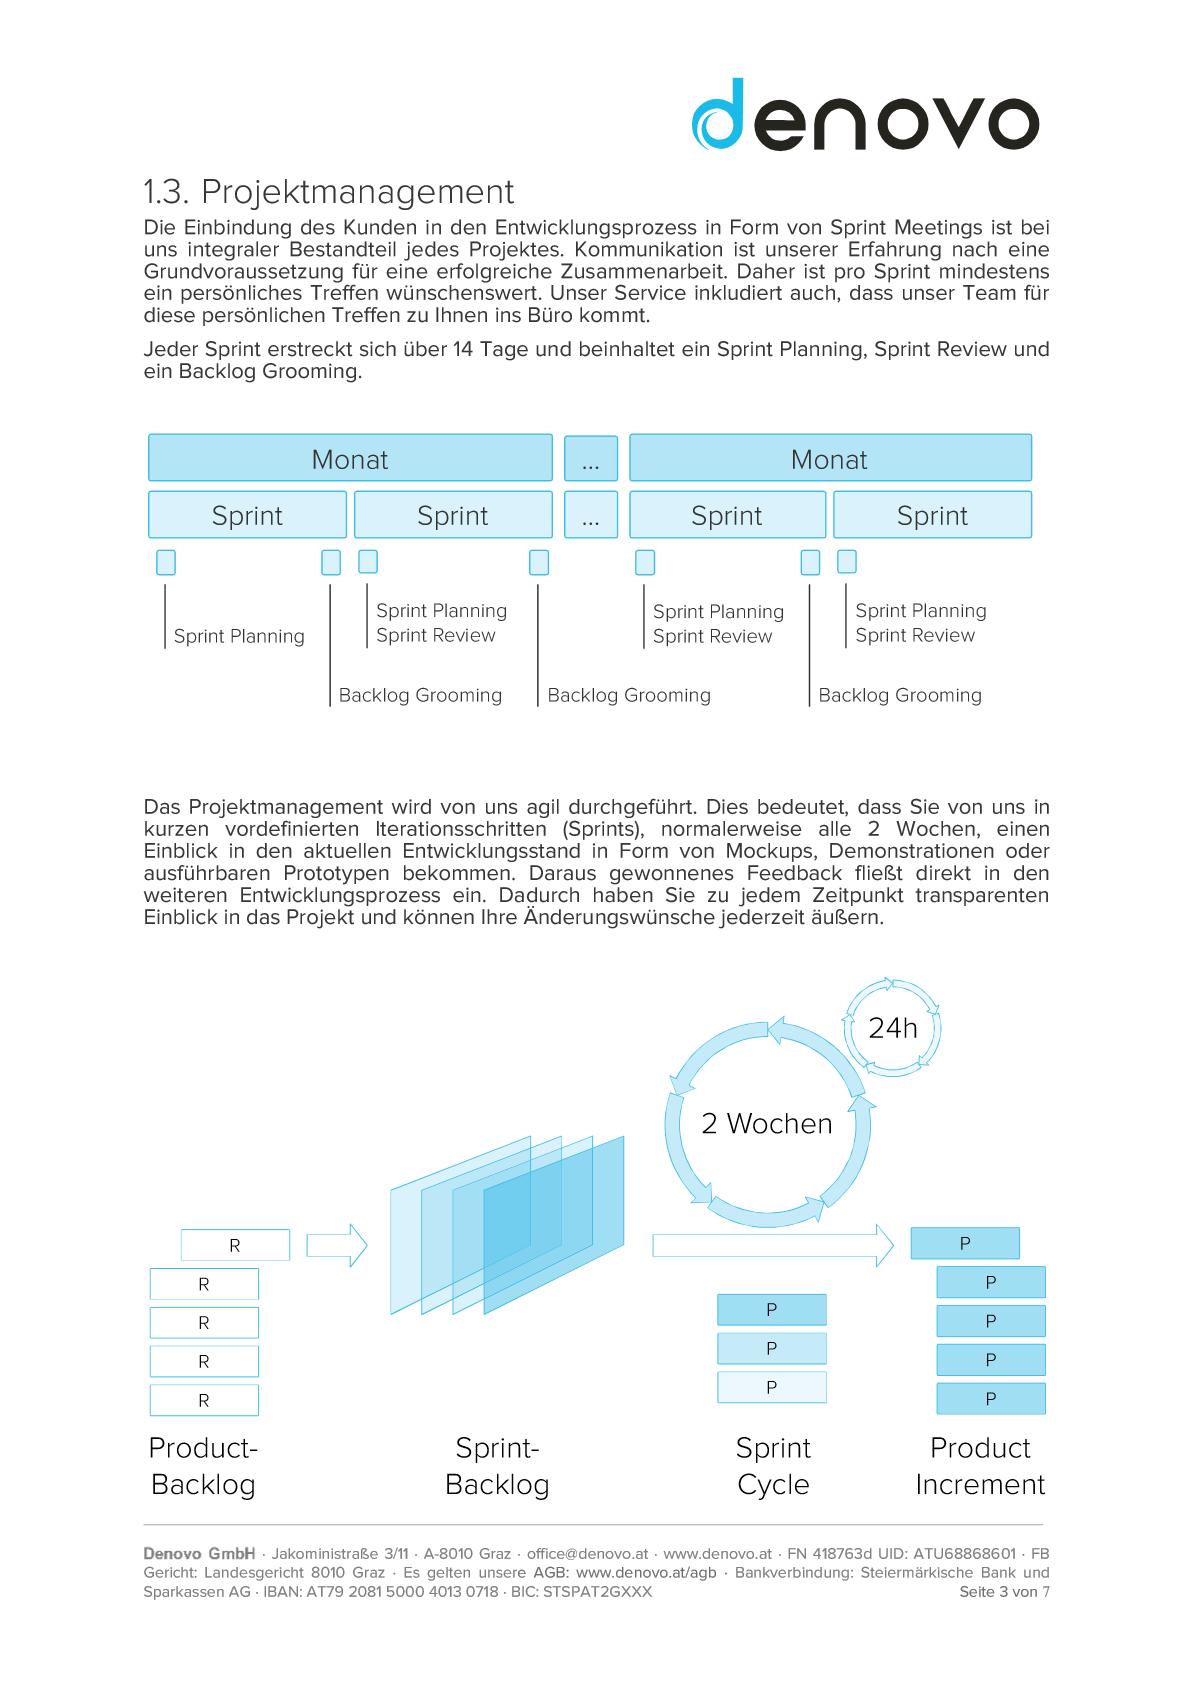 denovo
1.3. Projektmanagement
Die Einbindung des Kunden in den Entwicklungsprozess in Form von Sprint Meetings ist bei
uns integraler Bestandteil jedes Projektes. Kommunikation ist unserer Erfahrung nach eine
Grundvoraussetzung für eine erfolgreiche Zusammenarbeit. Daher ist pro Sprint mindestens
ein persönliches Treffen wünschenswert. Unser Service inkludiert auch, dass unser Team für
diese persönlichen Treffen zu Ihnen ins Büro kommt.
Jeder Sprint erstreckt sich über 14 Tage und beinhaltet ein Sprint Planning, Sprint Review und
ein Backlog Grooming.
Monat ... Monat
Sprint Sprint ... Sprint Sprint
Sprint Planning Sprint Planning Sprint Planning
Sprint Planning Sprint Review Sprint Review Sprint Review
Backlog Grooming Backlog Grooming Backlog Grooming
Das Projektmanagement wird von uns agil durchgeführt. Dies bedeutet, dass Sie von uns in
kurzen vordefinierten Iterationsschritten (Sprints), normalerweise alle 2 Wochen, einen
Einblick in den aktuellen Entwicklungsstand in Form von Mockups, Demonstrationen oder
ausführbaren Prototypen bekommen. Daraus gewonnenes Feedback fließt direkt in den
weiteren Entwicklungsprozess ein. Dadurch haben Sie zu jedem Zeitpunkt transparenten
Einblick in das Projekt und können Ihre Änderungswünsche jederzeit äußern.
24h
2 Wochen
R P
R P
R P P
R P P
R P P
Product- Sprint- Sprint Product
Backlog Backlog Cycle Increment
Denovo GmbH · Jakoministraße 3/11 · A-8010 Graz · office@denovo.at · www.denovo.at · FN 418763d UID: ATU68868601 · FB
Gericht: Landesgericht 8010 Graz · Es gelten unsere AGB: www.denovo.at/agb · Bankverbindung: Steiermärkische Bank und
Sparkassen AG · IBAN: AT79 2081 5000 4013 0718 · BIC: STSPAT2GXXX Seite 3 von 7